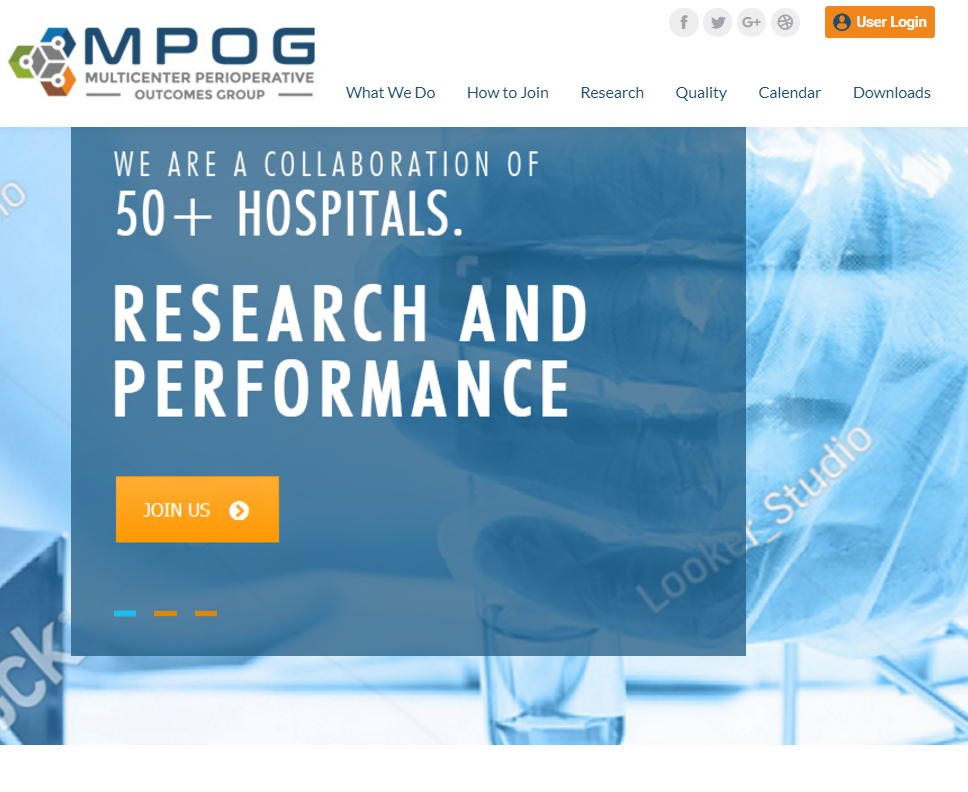 MPOG
MULTICENTER PERIOPERATIVE
OUTCOMES GROUP
User Login
What We Do
How to Join
Research
Quality
Calendar
Downloads
WE ARE A COLLABORATION OF
50+ HOSPITALS.
RESEARCH AND
PERFORMANCE
JOIN US
Looker_Studio